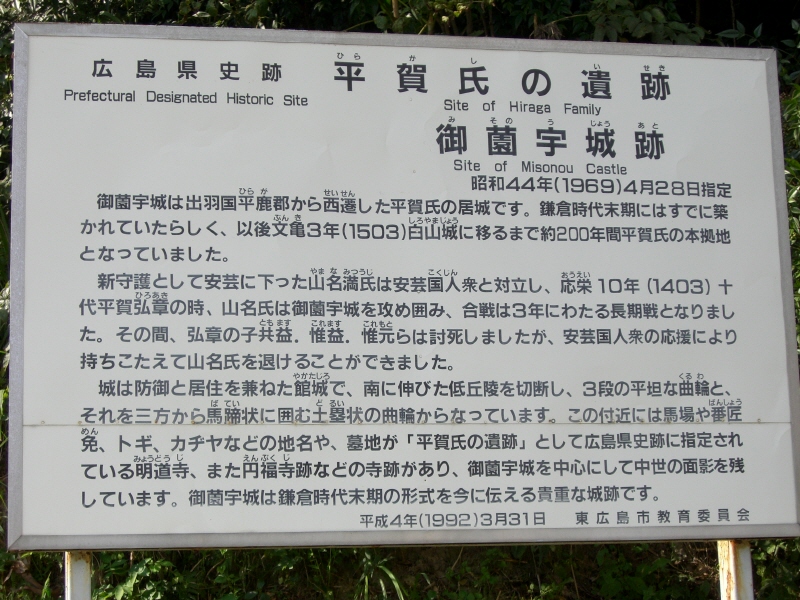 広島県史跡 平賀氏の遺跡
Prefectural Designated Historic Site Site of Hiraga Family
御薗宇城跡
Site of Misonou Castle
昭和44年(1969)4月28日指定
御薗宇城は出羽国平鹿郡から西遷した平賀氏の居城です。鎌倉時代末期にはすでに築
かれていたらしく、以後文亀3年(1503)白山城に移るまで約200年間平賀氏の本拠地
となっていました。
新守護として安芸に下った山名満氏は安芸国人衆と対立し、応栄10年(1403)十
代平賀弘章の時、山名氏は御薗宇城を攻め囲み、合戦は3年にわたる長期戦となりまし
た。その間、弘章の子共益．惟益．惟元らは討死しましたが、安芸国人衆の応援により
持ちこたえて山名氏を退けることができました。
城は防御と居住を兼ねた館城で、南に伸びた低丘陵を切断し、3段の平坦な曲輪と、
それを三方から馬蹄状に囲む土塁状の曲輪からなっています。この付近には馬場や番匠
免、トギ、カヂヤなどの地名や、墓地が「平賀氏の遺跡」として広島県史跡に指定され
ている明道寺、また円福寺跡などの寺跡があり、御薗宇城を中心にして中世の面影を残
しています。御薗宇城は鎌倉時代末期の形式を今に伝える貴重な城跡です。
平成4年(1992)3月31日 東広島市教育委員会